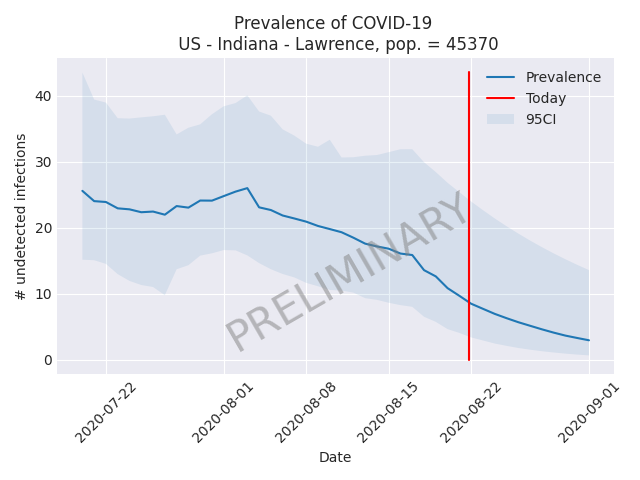 Prevalence of COVID-19
US - Indiana - Lawrence, pop. = 45370
# undetected infections
40
30
20
10
0
Prevalence
Today
95CI
PRELIMINARY
2020-07-22
2020-08-01
2020-08-08
2020-08-15
2020-08-22
2020-09-01
Date